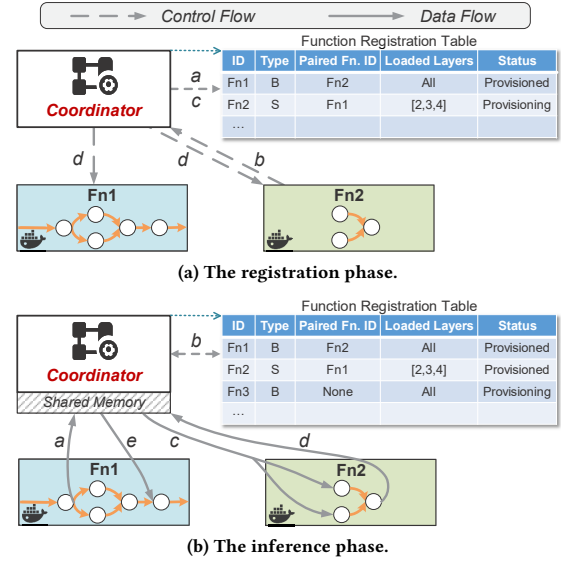 Control Flow Data Flow
Function Registration Table
ID Type Paired Fn. ID Loaded Layers Status
Fn1 B Fn2 All Provisioned
Fn2 S Fn1 [2,3,4] Provisioning
...
Coordinator
a
c
d
d
b
Fn1
Fn2
(a) The registration phase.
Function Registration Table
ID Type Paired Fn. ID Loaded Layers Status
Fn1 B Fn2 All Provisioned
Fn2 S Fn1 [2,3,4] Provisioned
Fn3 B None All Provisioning
...
b
Coordinator
Shared Memory
a
e
c
d
Fn1
Fn2
(b) The inference phase.